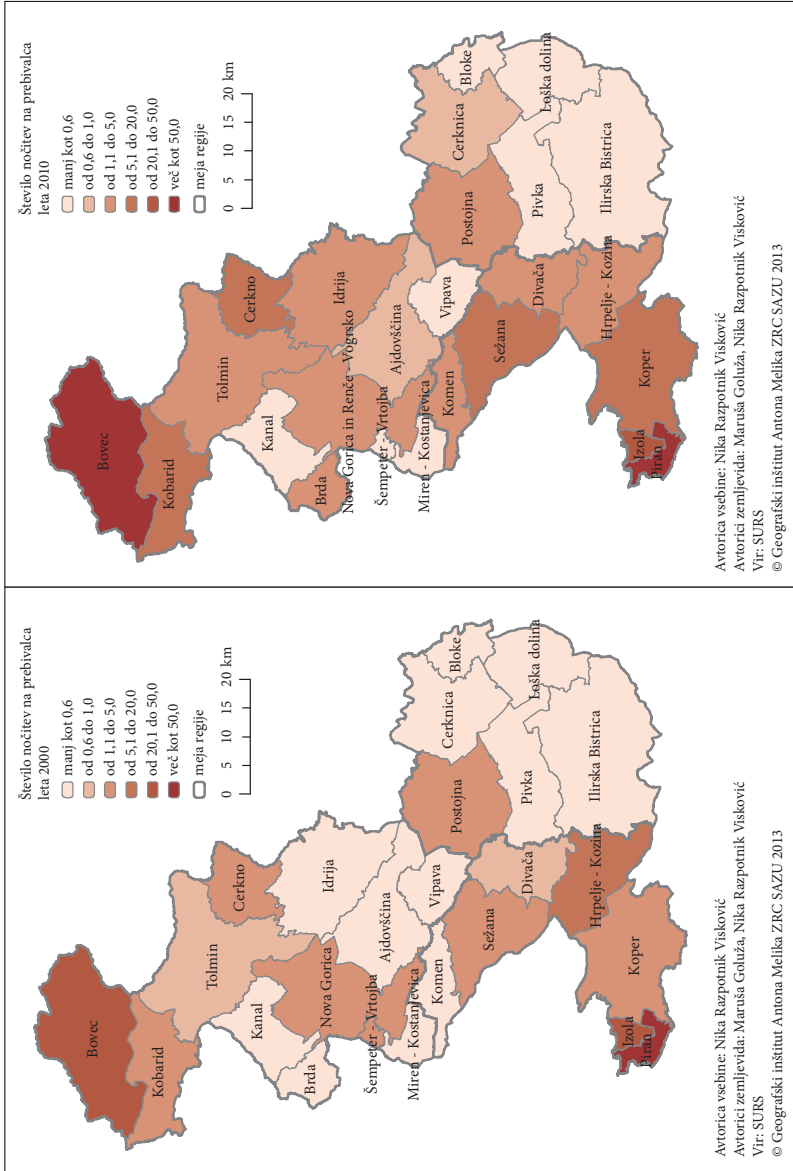 Število nočitev na prebivalca
leta 2000
manj kot 0,6
od 0,6 do 1,0
od 1,1 do 5,0
od 5,1 do 20,0
od 20,1 do 50,0
več kot 50,0
meja regije
0 5 10 15 20 km
Bovec
Kobarid
Tolmin
Cerkno
Kanal
Idrija
Brda
Nova Gorica
Ajdovščina
Šempeter - Vrtojba
Vipava
Miren - Kostanjevica
Komen
Postojna
Cerknica
Bloke
Loška dolina
Sežana
Divača
Pivka
Ilirska Bistrica
Hrpelje - Kozina
Koper
Izola
Piran
Avtorica vsebine: Nika Razpotnik Visković
Avtorici zemljevida: Maruša Goluža, Nika Razpotnik Visković
Vir: SURS
© Geografski inštitut Antona Melika ZRC SAZU 2013
Število nočitev na prebivalca
leta 2010
manj kot 0,6
od 0,6 do 1,0
od 1,1 do 5,0
od 5,1 do 20,0
od 20,1 do 50,0
več kot 50,0
meja regije
0 5 10 15 20 km
Bovec
Kobarid
Tolmin
Cerkno
Kanal
Idrija
Brda
Nova Gorica in Renče - Vogrsko
Ajdovščina
Šempeter - Vrtojba
Vipava
Miren - Kostanjevica
Komen
Postojna
Cerknica
Bloke
Loška dolina
Sežana
Divača
Pivka
Ilirska Bistrica
Hrpelje - Kozina
Koper
Izola
Piran
Avtorica vsebine: Nika Razpotnik Visković
Avtorici zemljevida: Maruša Goluža, Nika Razpotnik Visković
Vir: SURS
© Geografski inštitut Antona Melika ZRC SAZU 2013